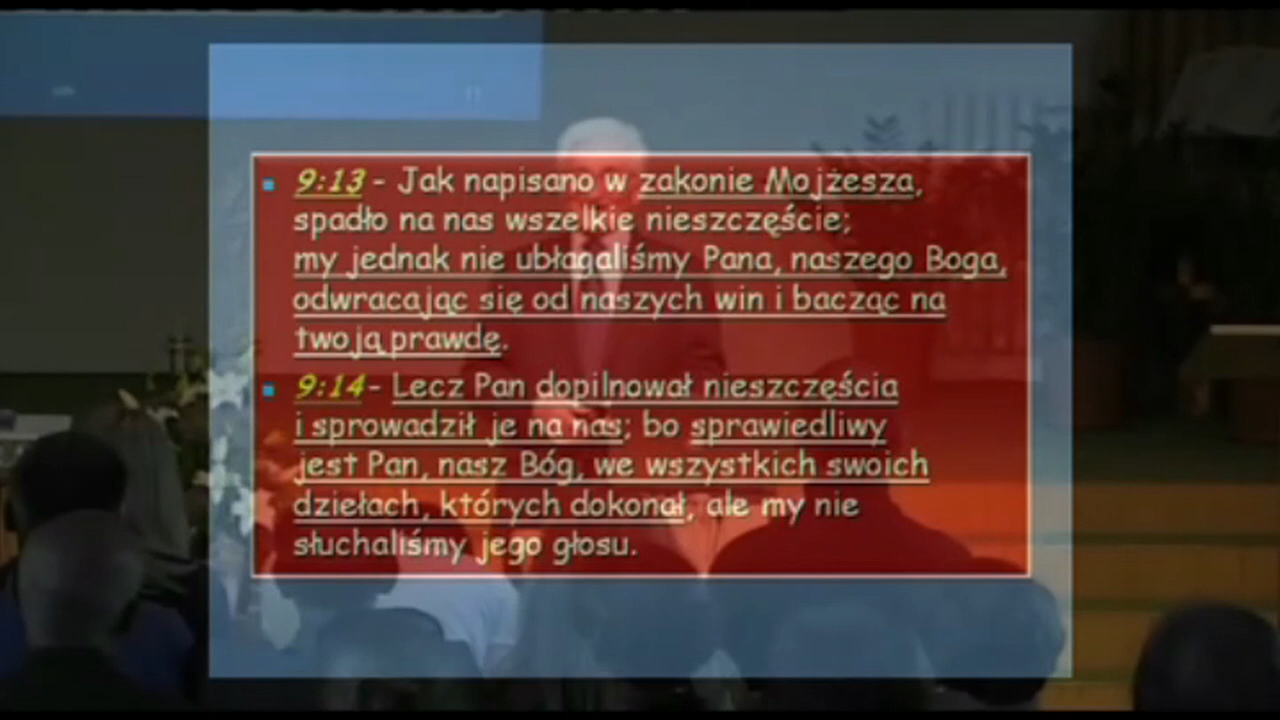 ▪ 9:13 - Jak napisano w zakonie Mojżesza,
spadło na nas wszelkie nieszczęście;
my jednak nie ubłagaliśmy Pana, naszego Boga,
odwracając się od naszych win i bacząc na
twoją prawdę.
▪ 9:14- Lecz Pan dopilnował nieszczęścia
i sprowadził je na nas; bo sprawiedliwy
jest Pan, nasz Bóg, we wszystkich swoich
dziełach, których dokonał, ale my nie
słuchaliśmy jego głosu.